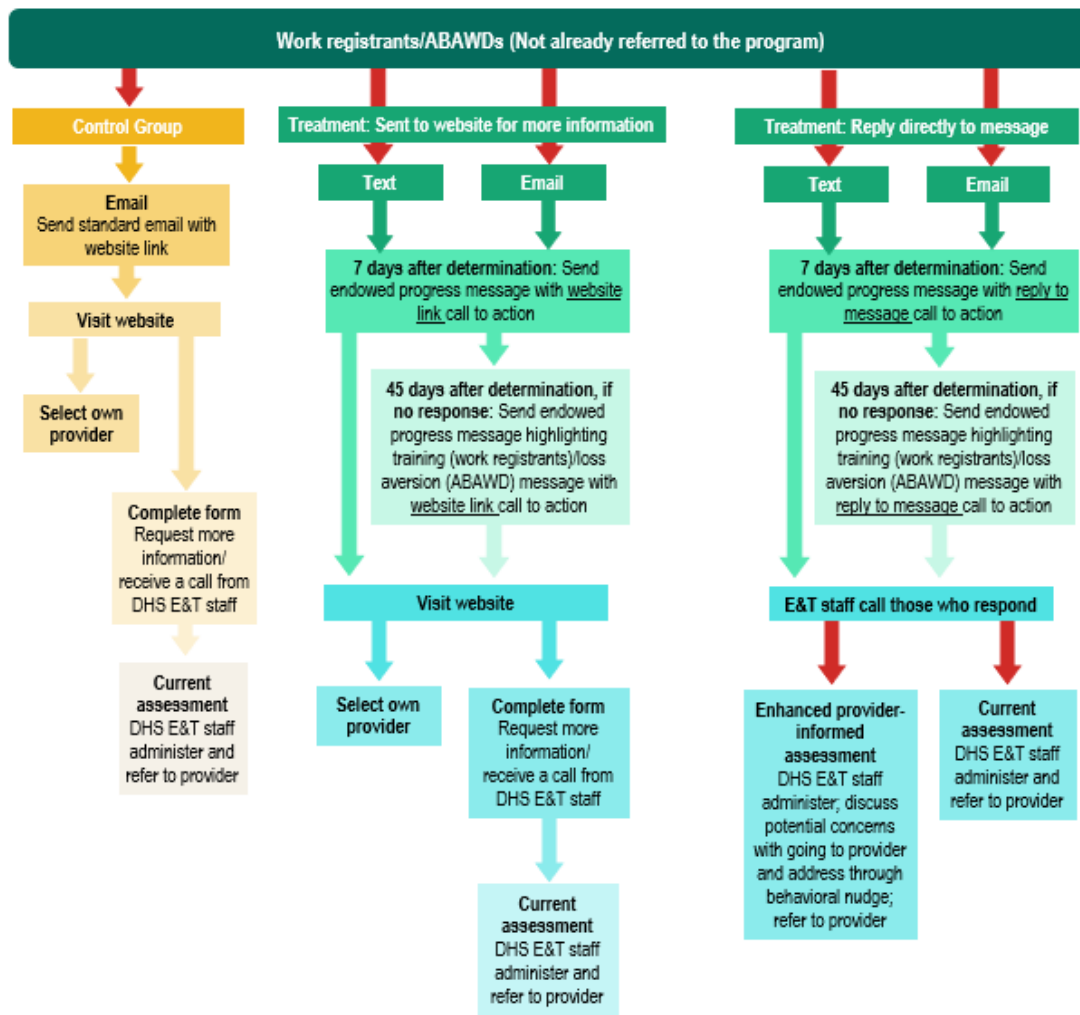 Work registrants/ABAWDs (Not already referred to the program)
Control Group
Email
Send standard email with
website link
Visit website
Select own
provider
Complete form
Request more
information/
receive a call from
DHS E&T staff
Current
assessment
DHS E&T staff
administer and
refer to provider
Treatment: Sent to website for more information
Text
Email
7 days after determination: Send
endowed progress message with website
link call to action
45 days after determination, if
no response: Send endowed
progress message highlighting
training (work registrants)/loss
aversion (ABAWD) message with
website link call to action
Visit website
Select own
provider
Complete form
Request more
information/
receive a call from
DHS E&T staff
Current
assessment
DHS E&T staff
administer and
refer to provider
Treatment: Reply directly to message
Text
Email
7 days after determination: Send
endowed progress message with reply to
message call to action
45 days after determination, if
no response: Send endowed
progress message highlighting
training (work registrants)/loss
aversion (ABAWD) message with
reply to message call to action
E&T staff call those who respond
Enhanced provider-
informed
assessment
DHS E&T staff
administer; discuss
potential concerns
with going to provider
and address through
behavioral nudge;
refer to provider
Current
assessment
DHS E&T staff
administer and
refer to provider